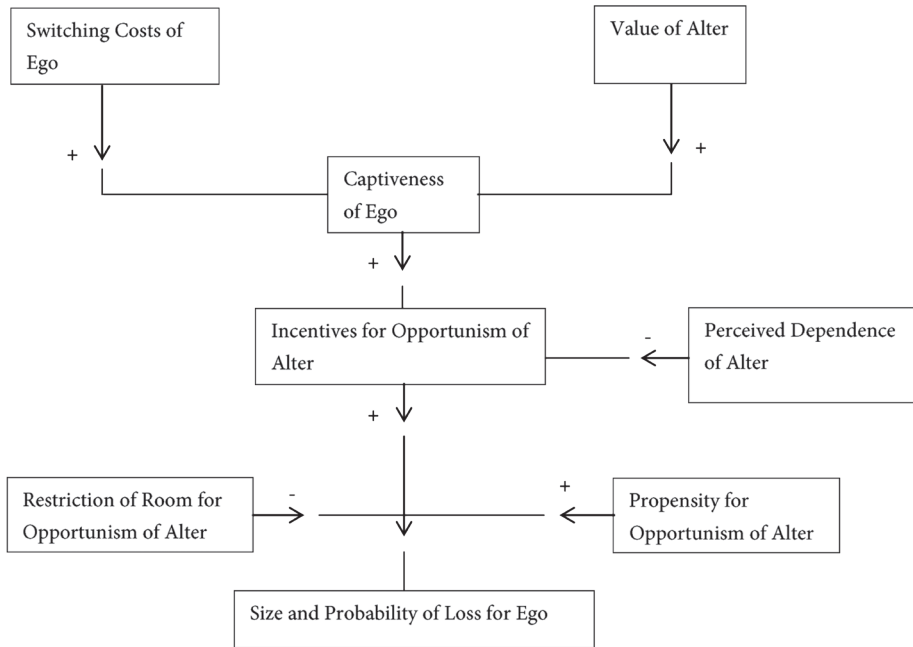 Switching Costs of
Ego
Value of Alter
+
+
Captiveness
of Ego
+
Incentives for Opportunism of
Alter
-
Perceived Dependence
of Alter
+
Restriction of Room for
Opportunism of Alter
-
+
Propensity for
Opportunism of Alter
Size and Probability of Loss for Ego